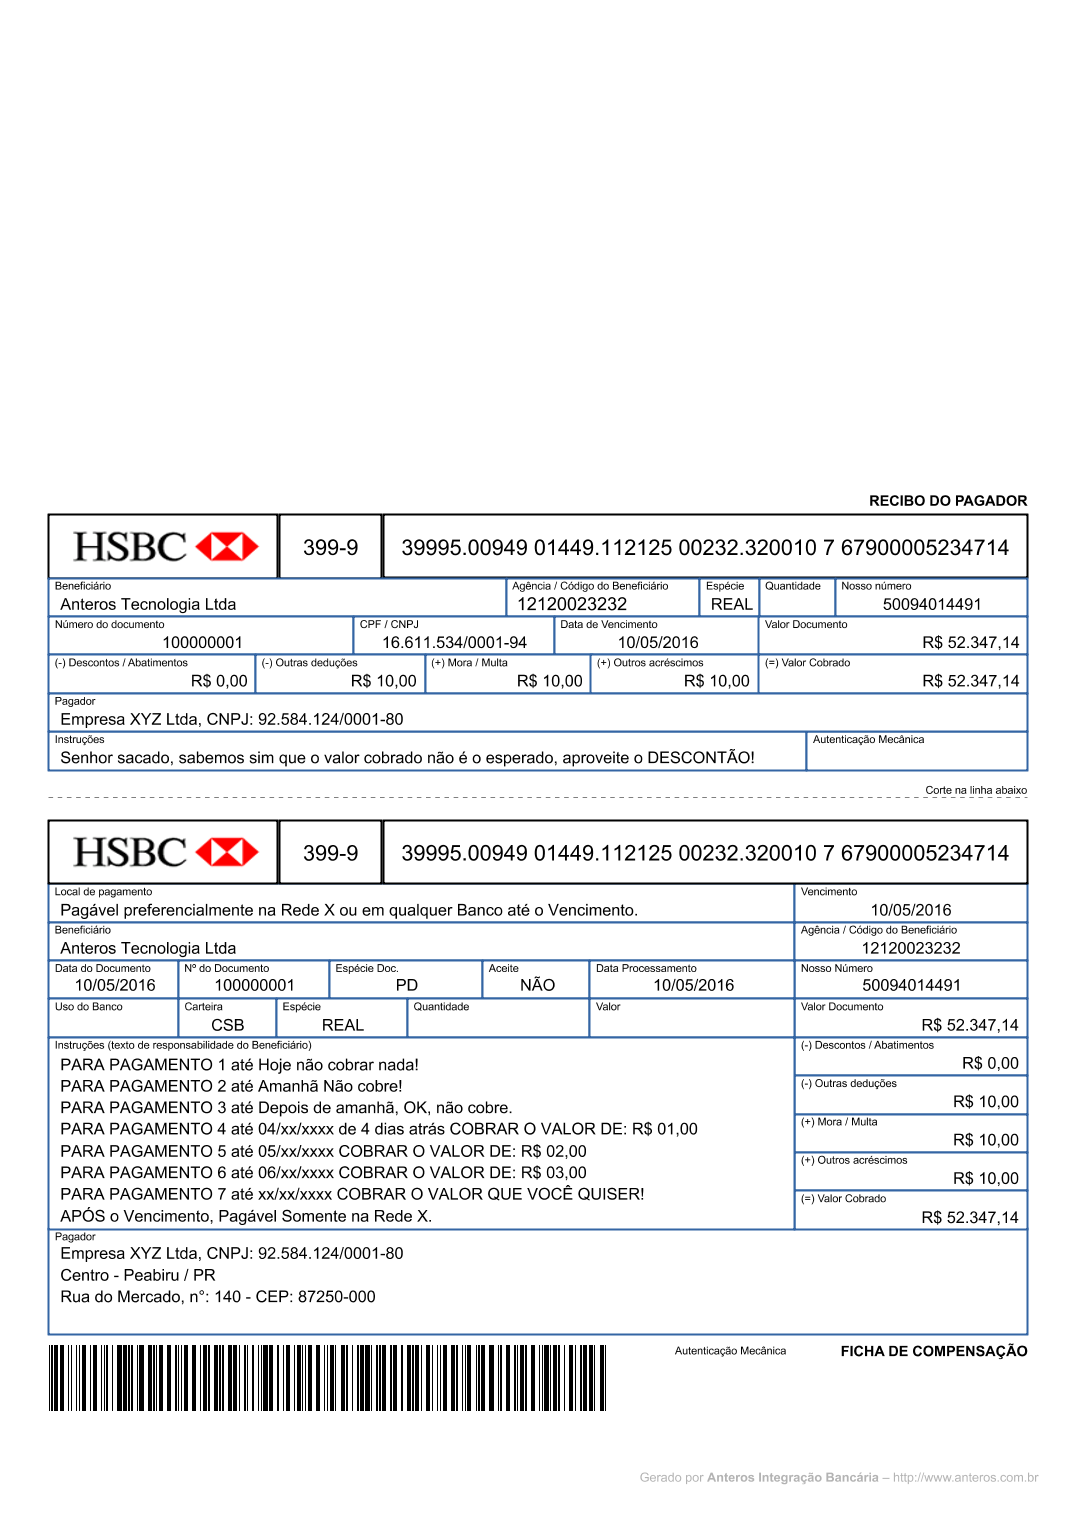 RECIBO DO PAGADOR
HSBC 399-9 39995.00949 01449.112125 00232.320010 7 67900005234714
Beneficiário Agência / Código do Beneficiário Espécie Quantidade Nosso número
Anteros Tecnologia Ltda 12120023232 REAL 50094014491
Número do documento CPF / CNPJ Data de Vencimento Valor Documento
100000001 16.611.534/0001-94 10/05/2016 R$ 52.347,14
(-) Descontos / Abatimentos (-) Outras deduções (+) Mora / Multa (+) Outros acréscimos (=) Valor Cobrado
R$ 0,00 R$ 10,00 R$ 10,00 R$ 10,00 R$ 52.347,14
Pagador
Empresa XYZ Ltda, CNPJ: 92.584.124/0001-80
Instruções Autenticação Mecânica
Senhor sacado, sabemos sim que o valor cobrado não é o esperado, aproveite o DESCONTÃO!
Corte na linha abaixo
HSBC 399-9 39995.00949 01449.112125 00232.320010 7 67900005234714
Local de pagamento Vencimento
Pagável preferencialmente na Rede X ou em qualquer Banco até o Vencimento. 10/05/2016
Beneficiário Agência / Código do Beneficiário
Anteros Tecnologia Ltda 12120023232
Data do Documento Nº do Documento Espécie Doc. Aceite Data Processamento Nosso Número
10/05/2016 100000001 PD NÃO 10/05/2016 50094014491
Uso do Banco Carteira Espécie Quantidade Valor Valor Documento
CSB REAL R$ 52.347,14
Instruções (texto de responsabilidade do Beneficiário) (-) Descontos / Abatimentos
PARA PAGAMENTO 1 até Hoje não cobrar nada! R$ 0,00
PARA PAGAMENTO 2 até Amanhã Não cobre! (-) Outras deduções
PARA PAGAMENTO 3 até Depois de amanhã, OK, não cobre. R$ 10,00
PARA PAGAMENTO 4 até 04/xx/xxxx de 4 dias atrás COBRAR O VALOR DE: R$ 01,00 (+) Mora / Multa
PARA PAGAMENTO 5 até 05/xx/xxxx COBRAR O VALOR DE: R$ 02,00 R$ 10,00
PARA PAGAMENTO 6 até 06/xx/xxxx COBRAR O VALOR DE: R$ 03,00 (+) Outros acréscimos
R$ 10,00
PARA PAGAMENTO 7 até xx/xx/xxxx COBRAR O VALOR QUE VOCÊ QUISER! (=) Valor Cobrado
APÓS o Vencimento, Pagável Somente na Rede X. R$ 52.347,14
Pagador
Empresa XYZ Ltda, CNPJ: 92.584.124/0001-80
Centro - Peabiru / PR
Rua do Mercado, n°: 140 - CEP: 87250-000
Autenticação Mecânica FICHA DE COMPENSAÇÃO
Gerado por Anteros Integração Bancária – http://www.anteros.com.br